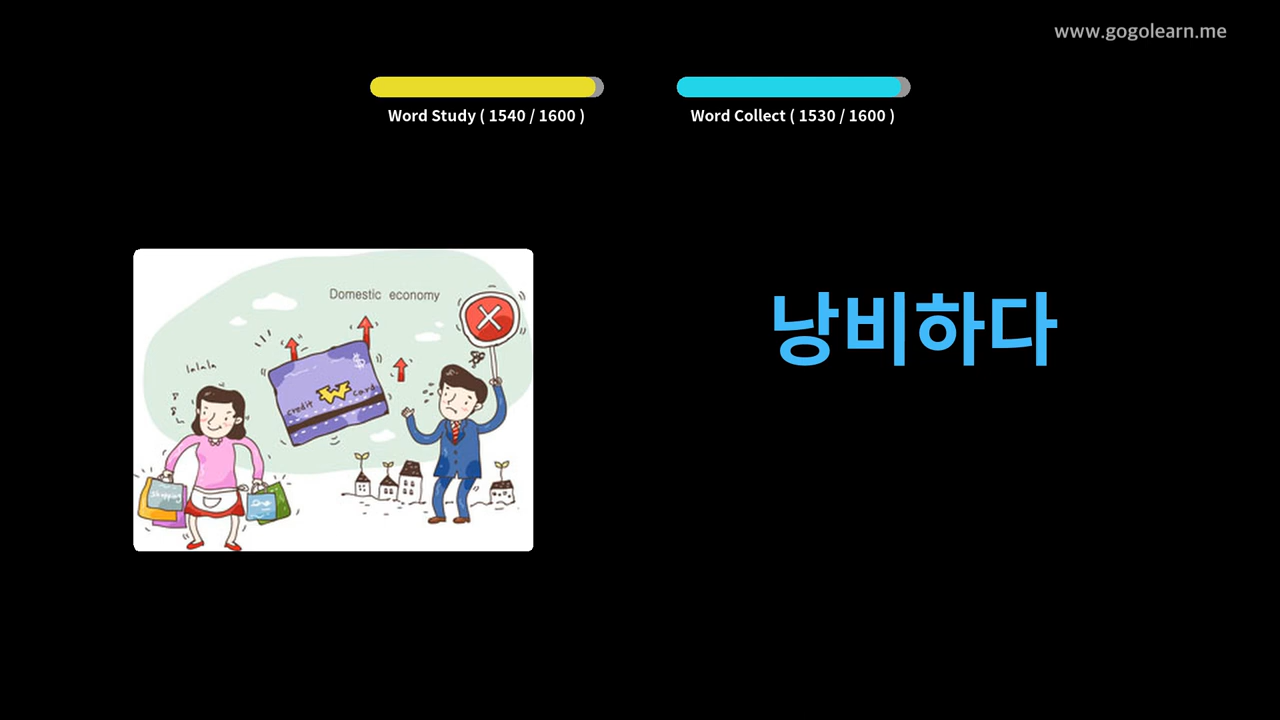 www.gogolearn.me
Word Study ( 1540 / 1600 )
Word Collect ( 1530 / 1600 )
Domestic economy
lalala
$
W
credit card
Shopping
낭비하다